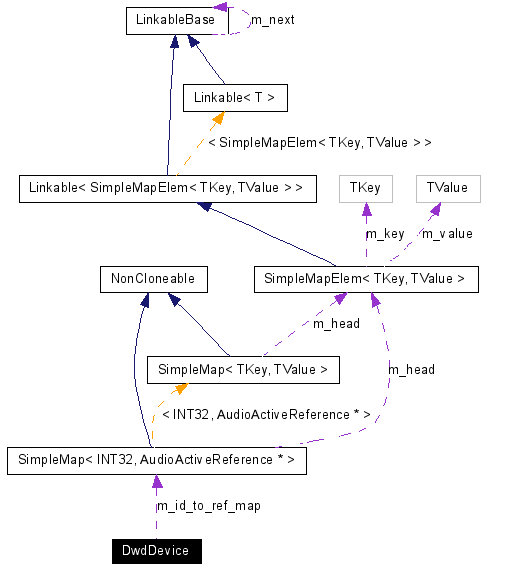 LinkableBase
m_next
Linkable< T >
< SimpleMapElem< TKey, TValue > >
Linkable< SimpleMapElem< TKey, TValue > >
TKey
TValue
m_key
m_value
NonCloneable
SimpleMapElem< TKey, TValue >
m_head
SimpleMap< TKey, TValue >
m_head
< INT32, AudioActiveReference * >
SimpleMap< INT32, AudioActiveReference * >
m_id_to_ref_map
DwdDevice